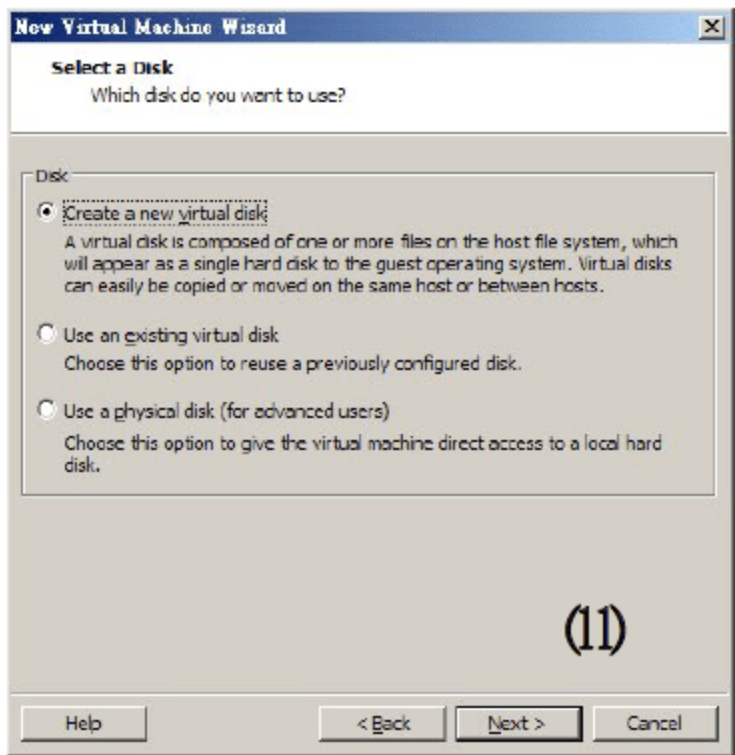 New Virtual Machine Wizard
Select a Disk
Which disk do you want to use?
Disk
Create a new virtual disk
A virtual disk is composed of one or more files on the host file system, which
will appear as a single hard disk to the guest operating system. Virtual disks
can easily be copied or moved on the same host or between hosts.
Use an existing virtual disk
Choose this option to reuse a previously configured disk.
Use a physical disk (for advanced users)
Choose this option to give the virtual machine direct access to a local hard
disk.
(11)
Help
< Back
Next >
Cancel